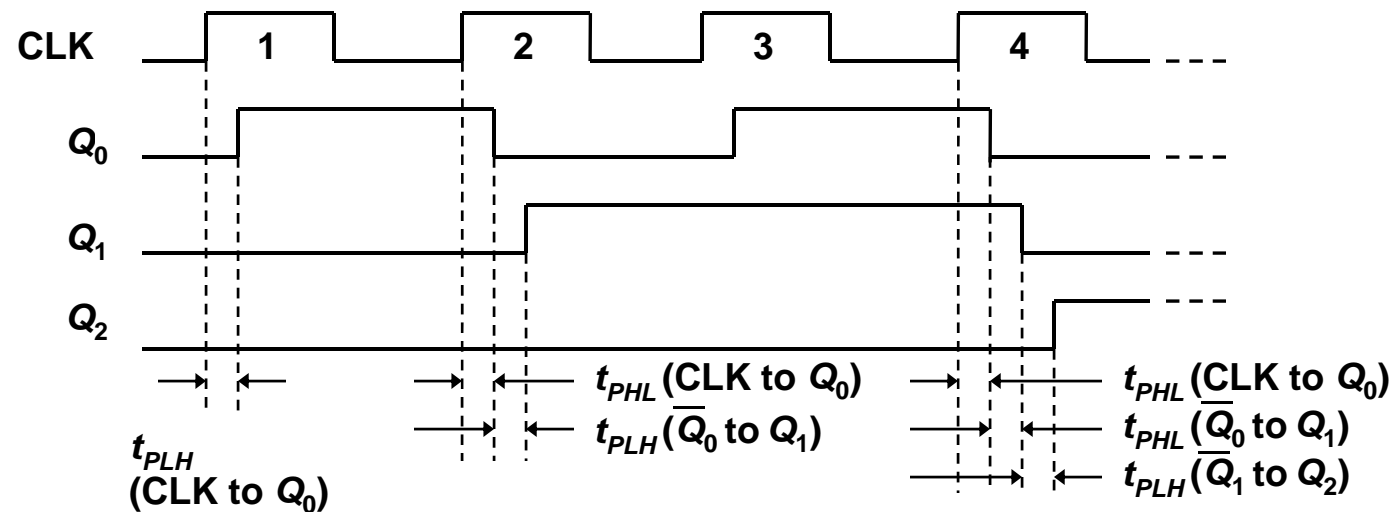 CLK 1 2 3 4
Q0
Q1
Q2
tPLH
(CLK to Q0)
tPHL (CLK to Q0)
tPLH (Q̅0 to Q1)
tPHL (CLK to Q0)
tPHL (Q̅0 to Q1)
tPLH (Q̅1 to Q2)